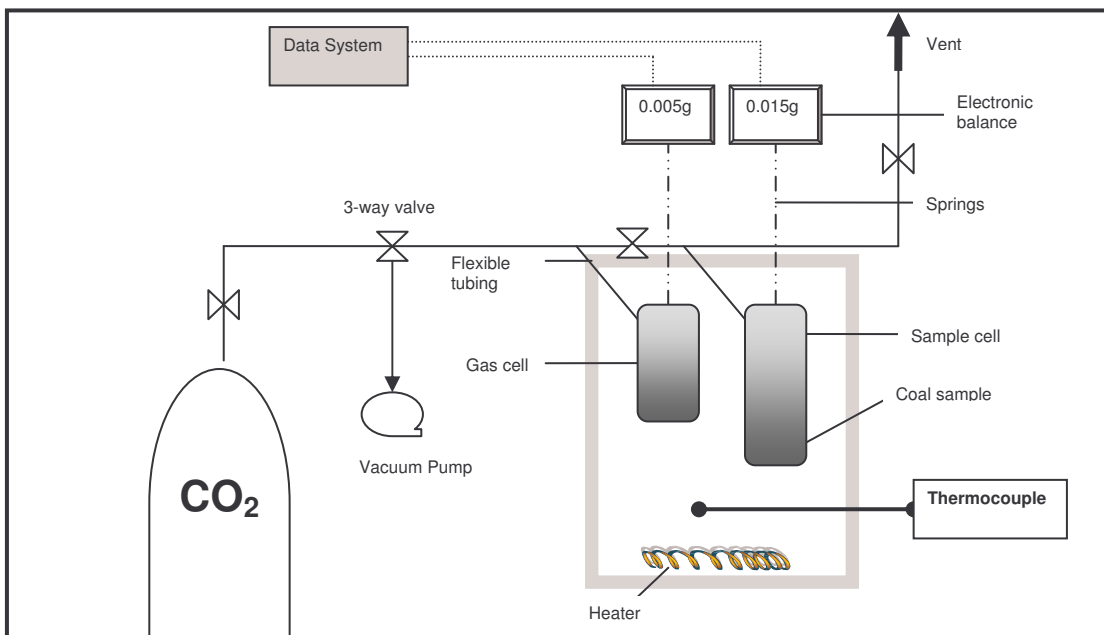 Data System
Vent
0.005g
0.015g
Electronic
balance
3-way valve
Springs
Flexible
tubing
Gas cell
Sample cell
Coal sample
Vacuum Pump
CO₂
Thermocouple
Heater